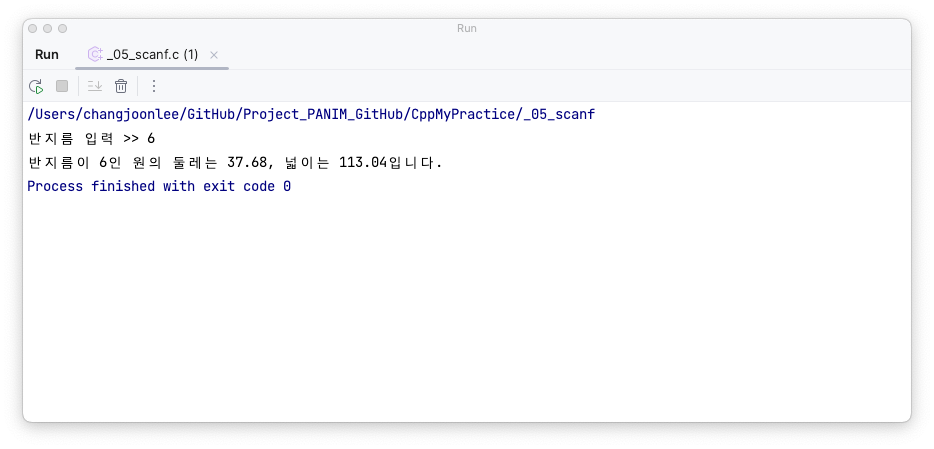 Run
Run _05_scanf.c (1)
/Users/changjoonlee/GitHub/Project_PANIM_GitHub/CppMyPractice/_05_scanf
반지름 입력 >> 6
반지름이 6인 원의 둘레는 37.68, 넓이는 113.04입니다.
Process finished with exit code 0